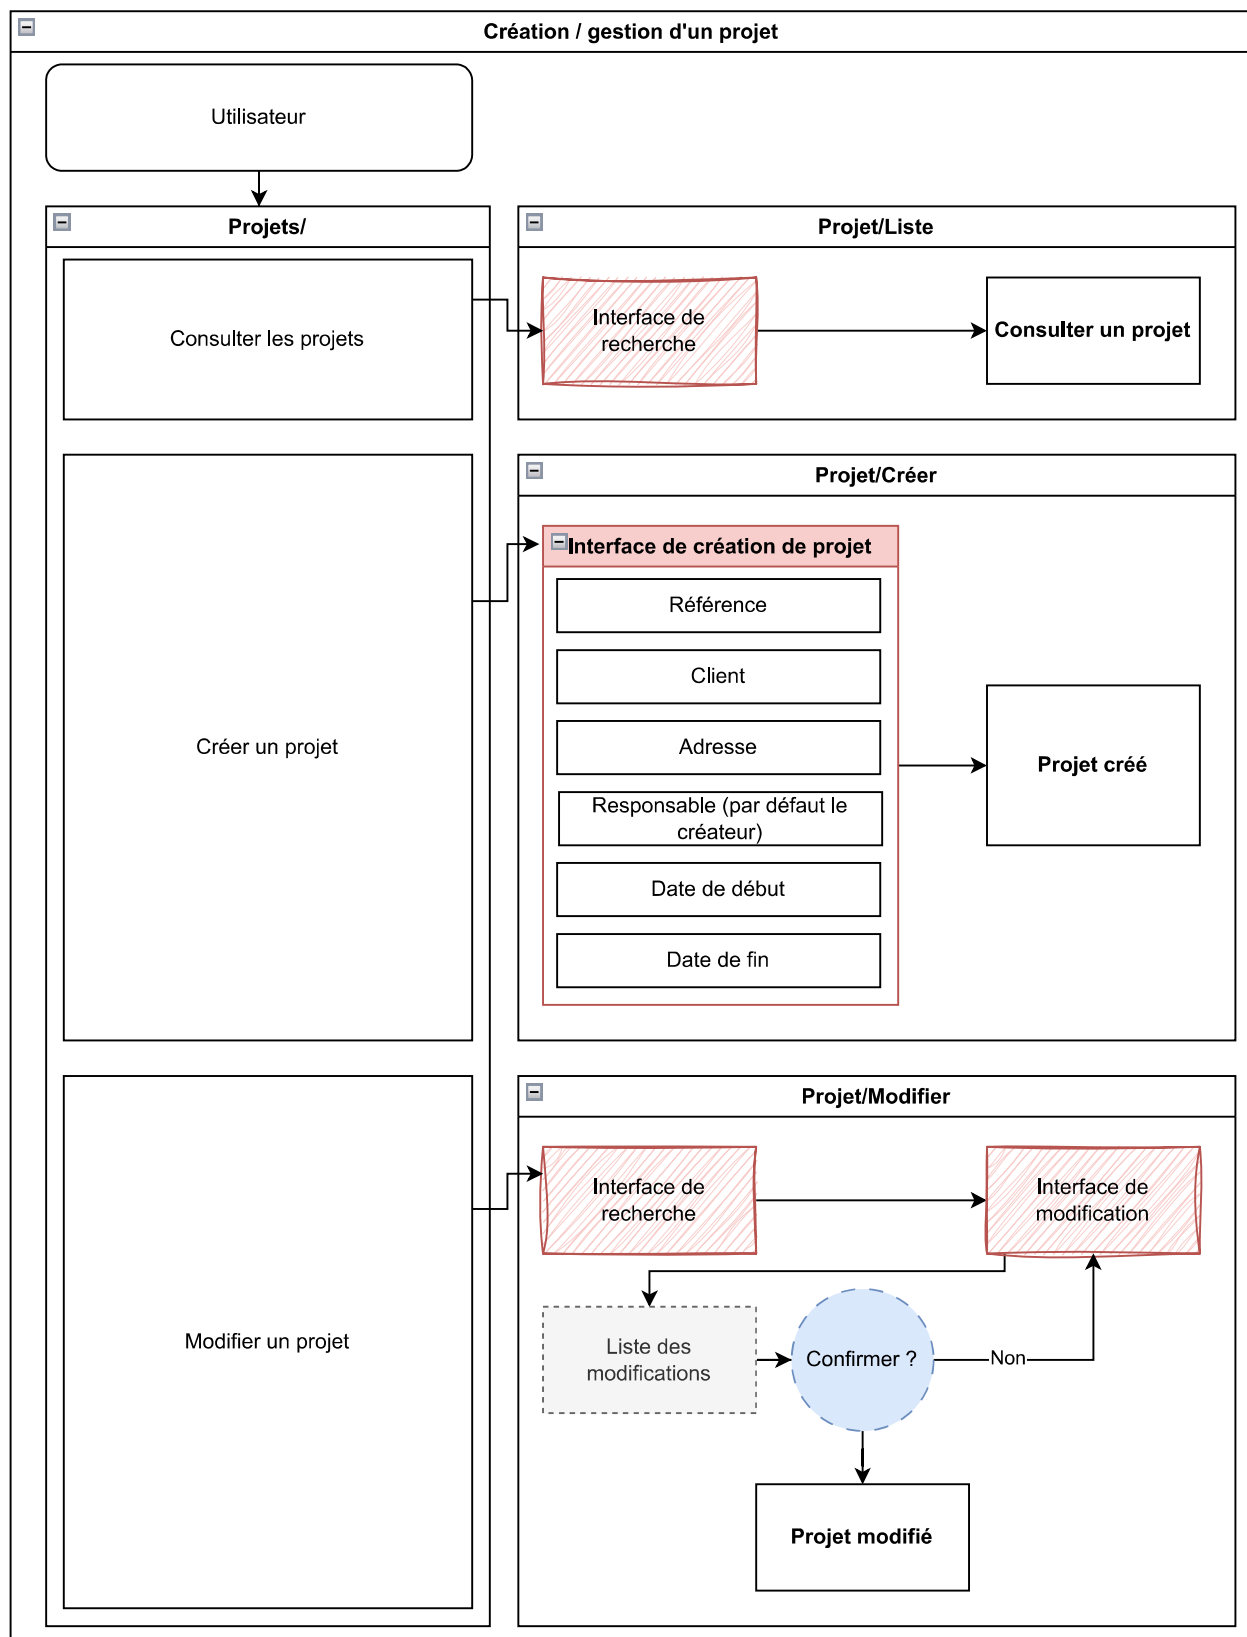 Création / gestion d'un projet
Utilisateur
Projets/
Consulter les projets
Projet/Liste
Interface de
recherche
Consulter un projet
Créer un projet
Projet/Créer
Interface de création de projet
Référence
Client
Adresse
Responsable (par défaut le
créateur)
Date de début
Date de fin
Projet créé
Modifier un projet
Projet/Modifier
Interface de
recherche
Interface de
modification
Liste des
modifications
Confirmer ?
Non
Projet modifié